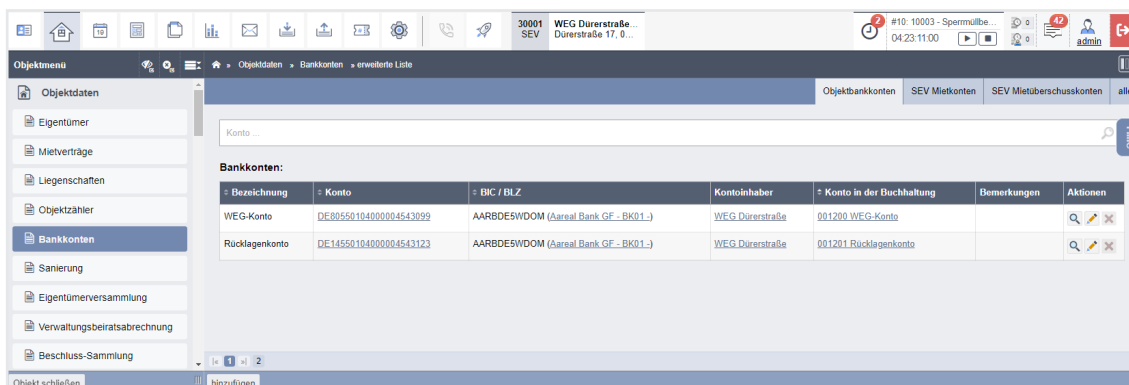 19
30001
SEV
WEG Dürerstraße...
Dürerstraße 17, 0...
2
#10: 10003 - Sperrmüllbe...
04:23:11:00
0
0
42
admin
Objektmenü
» Objektdaten » Bankkonten » erweiterte Liste
Objektdaten
Objektbankkonten
SEV Mietkonten
SEV Mietüberschusskonten
Eigentümer
Mietverträge
Liegenschaften
Objektzähler
Bankkonten
Sanierung
Eigentümerversammlung
Verwaltungsbeiratsabrechnung
Beschluss-Sammlung
Konto ...
Bankkonten:
Bezeichnung Konto BIC / BLZ Kontoinhaber Konto in der Buchhaltung Bemerkungen Aktionen
WEG-Konto DE80550104000004543099 AARBDE5WDOM (Aareal Bank GF - BK01 -) WEG Dürerstraße 001200 WEG-Konto
Rücklagenkonto DE14550104000004543123 AARBDE5WDOM (Aareal Bank GF - BK01 -) WEG Dürerstraße 001201 Rücklagenkonto
1 2
Objekt schließen
hinzufügen